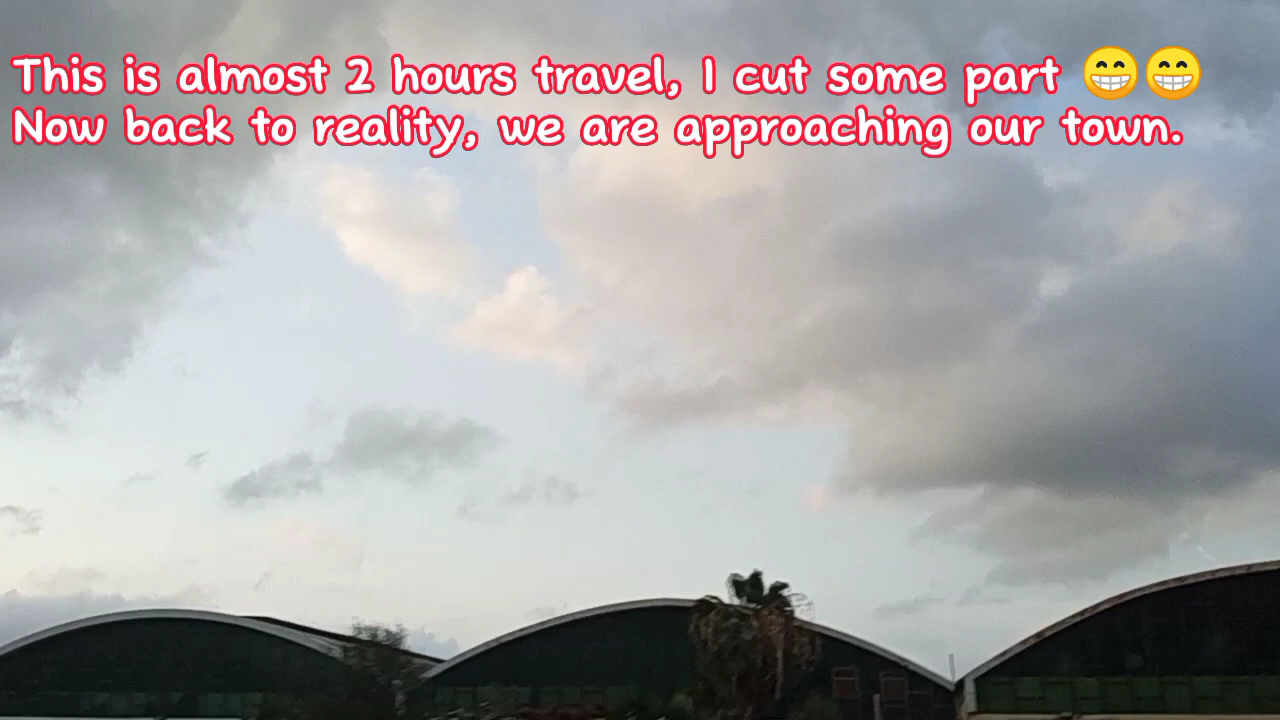 This is almost 2 hours travel, I cut some part 😁😁
Now back to reality, we are approaching our town.